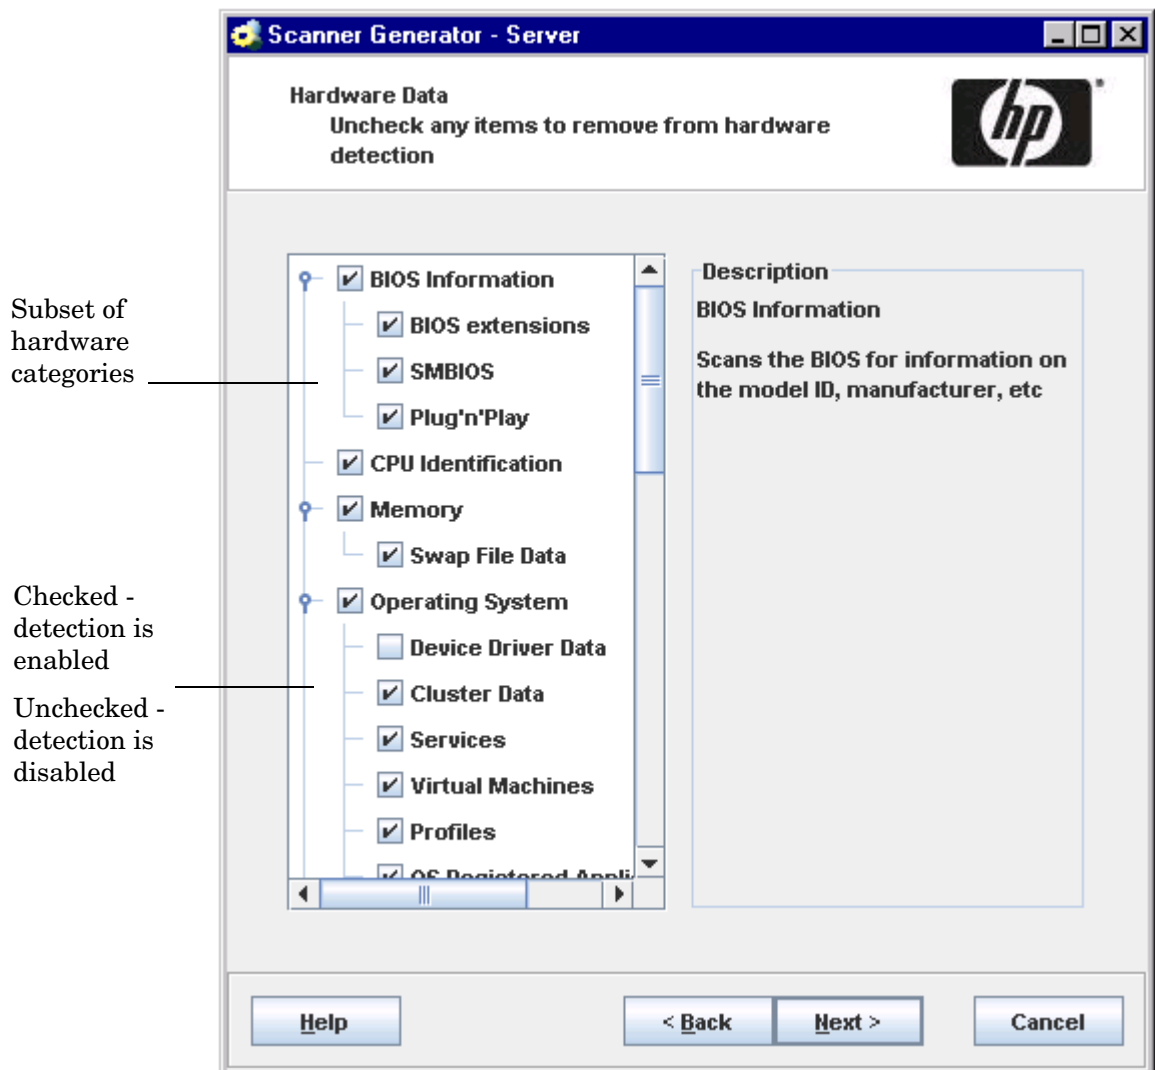 Scanner Generator - Server
Hardware Data
Uncheck any items to remove from hardware
detection
hp
Subset of
hardware
categories
Checked -
detection is
enabled
Unchecked -
detection is
disabled
BIOS Information
BIOS extensions
SMBIOS
Plug'n'Play
CPU Identification
Memory
Swap File Data
Operating System
Device Driver Data
Cluster Data
Services
Virtual Machines
Profiles
OS Registered Appli
Description
BIOS Information
Scans the BIOS for information on
the model ID, manufacturer, etc
Help
< Back
Next >
Cancel